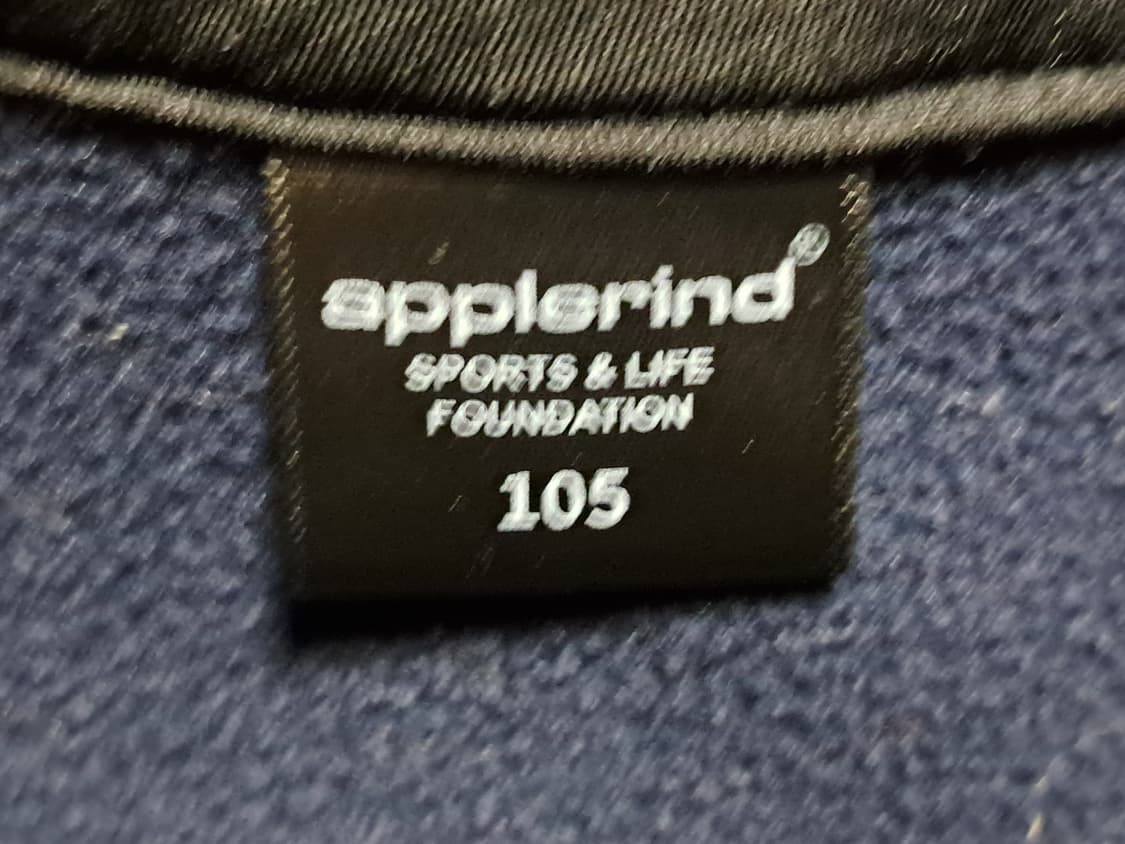 applerind®
SPORTS & LIFE
FOUNDATION
105